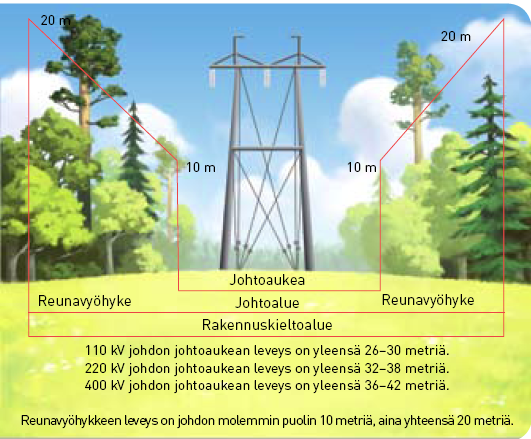 20 m
20 m
10 m
10 m
Johtoaukea
Reunavyöhyke
Johtoalue
Reunavyöhyke
Rakennuskieltoalue
110 kV johdon johtoaukean leveys on yleensä 26–30 metriä.
220 kV johdon johtoaukean leveys on yleensä 32–38 metriä.
400 kV johdon johtoaukean leveys on yleensä 36–42 metriä.
Reunavyöhykkeen leveys on johdon molemmin puolin 10 metriä, aina yhteensä 20 metriä.